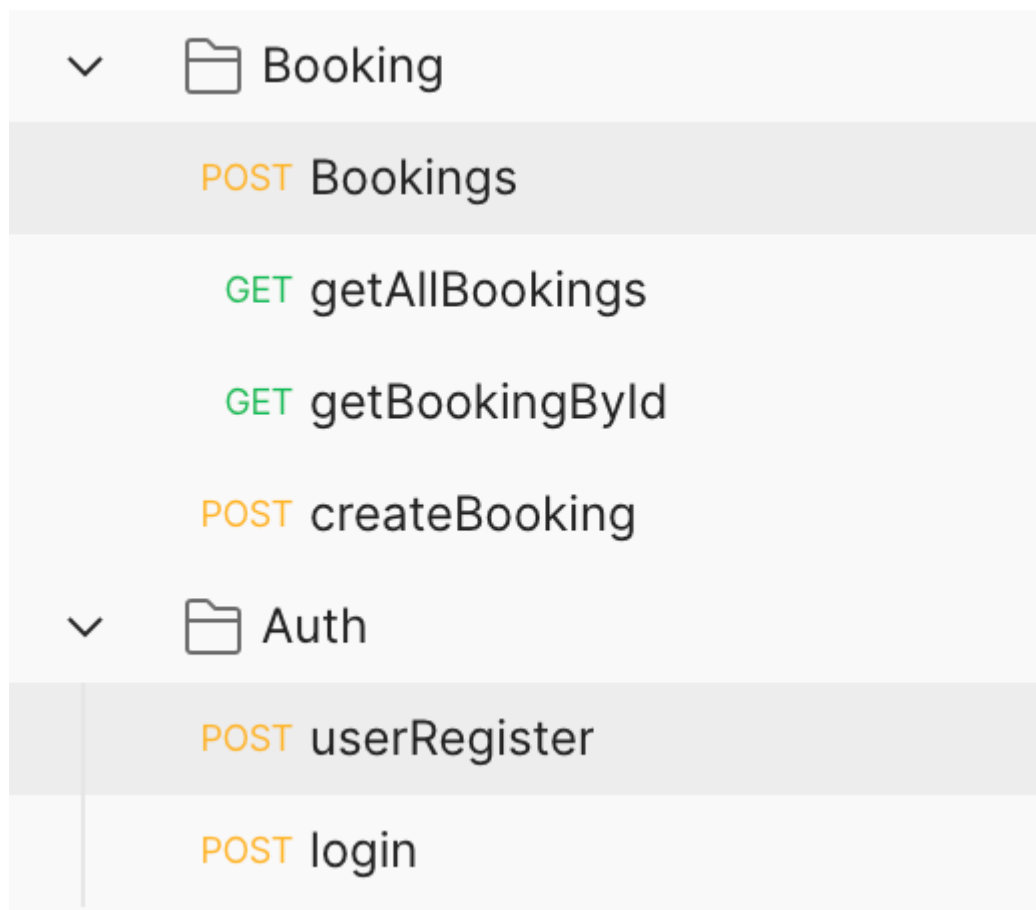 Booking
POST Bookings
GET getAllBookings
GET getBookingById
POST createBooking
Auth
POST userRegister
POST login